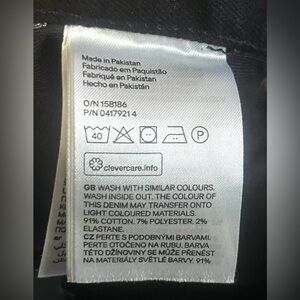 Made in Pakistan
Fabricado em Paquistão
Fabriqué en Pakistan
Hecho en Pakistán
O/N 158186
P/N 0417921 4
40
P
clevercare.info
GB WASH WITH SIMILAR COLOURS.
WASH INSIDE OUT. THE COLOUR OF
THIS DENIM MAY TRANSFER ONTO
LIGHT COLOURED MATERIALS.
91% COTTON. 7% POLYESTER. 2%
ELASTANE.
CZ PERTE S PODOBNÝMI BARVAMI.
PERTE OTOČENO NA RUBU. BARVA
TÉTO DŽÍNOVINY SE MŮŽE PŘENÉST
NA MATERIÁLY SVĚTLÉ BARVY. 91%